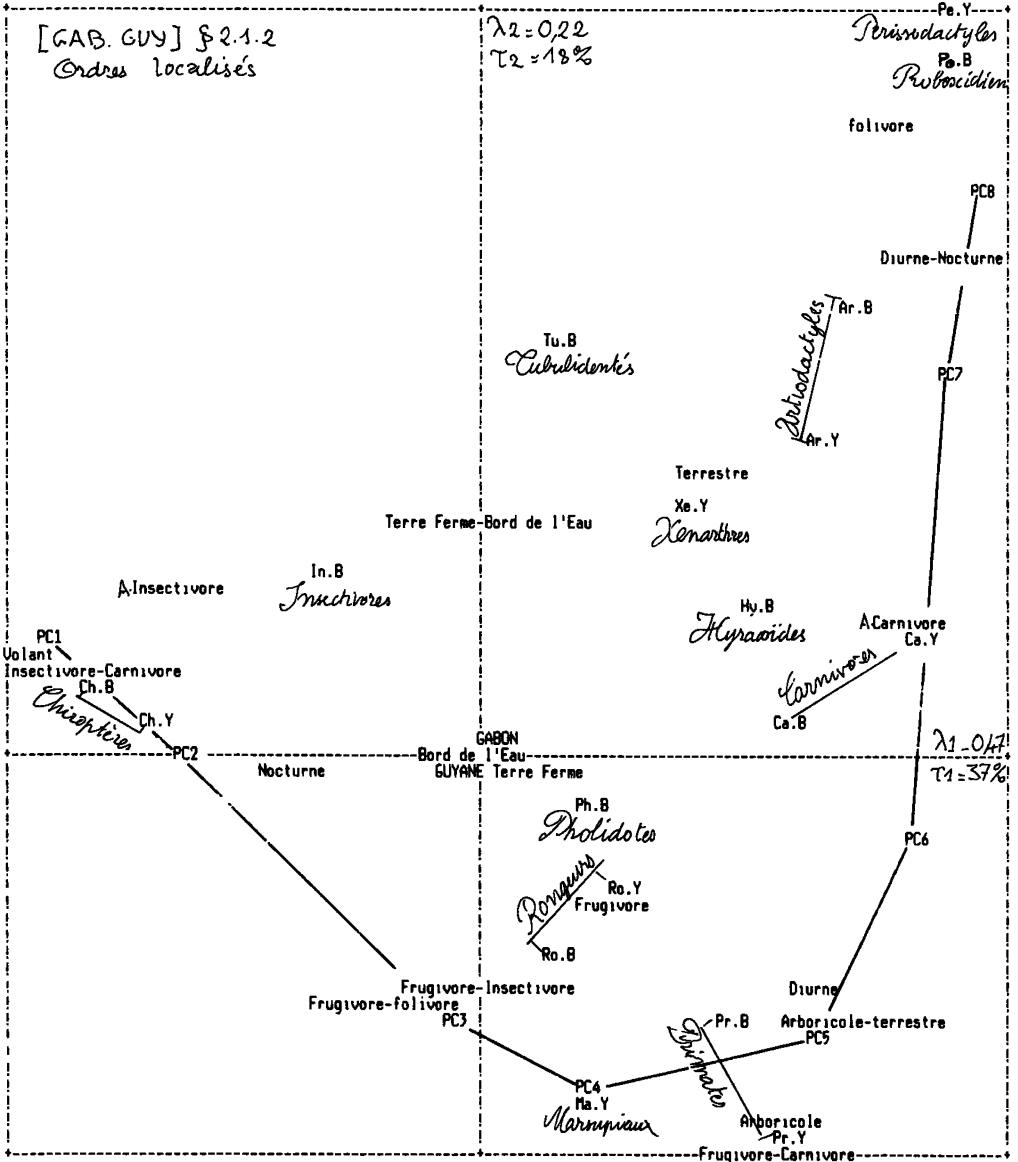 Pe.Y
[GAB. GUY] § 2.1.2
λ2=0,22
Perissodactyles
Ordres localisés
τ2=18%
Po.B
Proboscidien
folivore
PC8
Diurne-Nocturne
Artiodactyles
Ar.B
Tu.B
Tubulidentés
PC7
Ar.Y
Terrestre
Xe.Y
Terre Ferme-Bord de l'Eau
Xenarthres
In.B
A-Insectivore
Insectivores
Hy.B
Hyraxoïdes
A-Carnivore
PC1
Ca.Y
Volant
Insectivore-Carnivore
Carnivores
Ch.B
Chiroptères
Ch.Y
Ca.B
GABON
λ1=0,47
PC2
Bord de l'Eau
Nocturne
GUYANE Terre Ferme
τ1=37%
Ph.B
Pholidotes
PC6
Rongeurs
Ro.Y
Frugivore
Ro.B
Frugivore-Insectivore
Diurne
Frugivore-folivore
PC3
Pr.B
Arboricole-terrestre
PC5
Primates
PC4
Ma.Y
Marsupiaux
Arboricole
Pr.Y
Frugivore-Carnivore